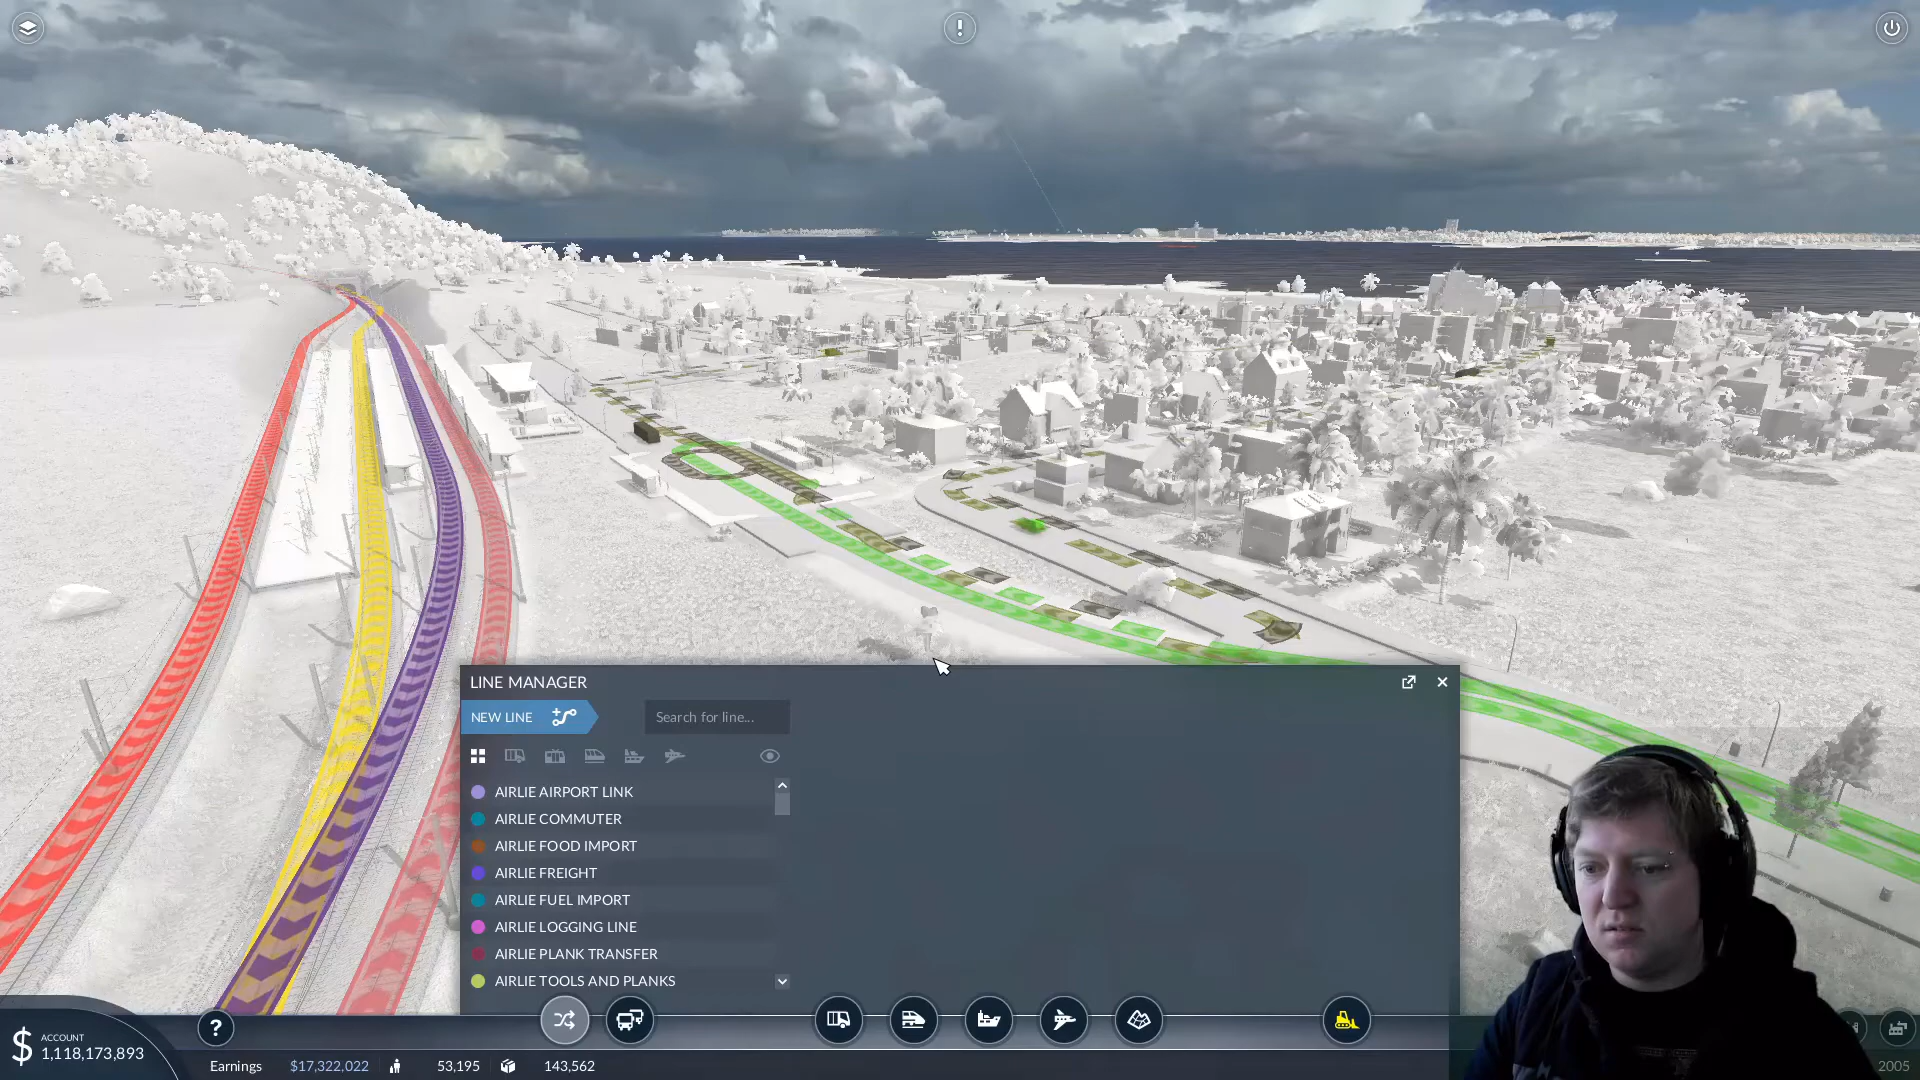 LINE MANAGER
NEW LINE
Search for line...
AIRLIE AIRPORT LINK
AIRLIE COMMUTER
AIRLIE FOOD IMPORT
AIRLIE FREIGHT
AIRLIE FUEL IMPORT
AIRLIE LOGGING LINE
AIRLIE PLANK TRANSFER
AIRLIE TOOLS AND PLANKS
?
$ ACCOUNT
1,118,173,893
Earnings $17,322,022 53,195 143,562
2005